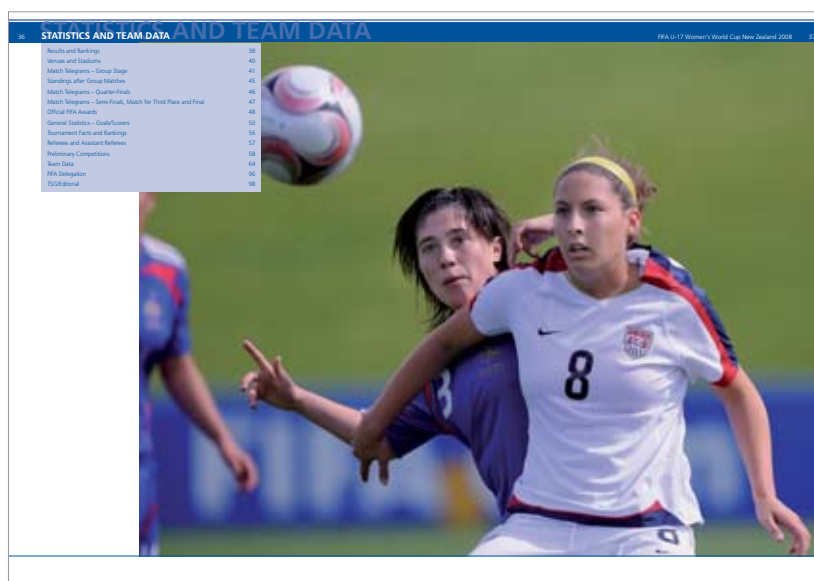 36 STATISTICS AND TEAM DATA
STATISTICS AND TEAM DATA
FIFA U-17 Women's World Cup New Zealand 2008 37
Results and Rankings 38
Venues and Stadiums 40
Match Telegrams – Group Stage 41
Standings after Group Matches 45
Match Telegrams – Quarter-Finals 46
Match Telegrams – Semi-Finals, Match for Third Place and Final 47
Official FIFA Awards 48
General Statistics – Goals/Scorers 50
Tournament Facts and Rankings 56
Referees and Assistant Referees 57
Preliminary Competitions 58
Team Data 64
FIFA Delegation 96
TSG/Editorial 98
3
8
FIFA
8